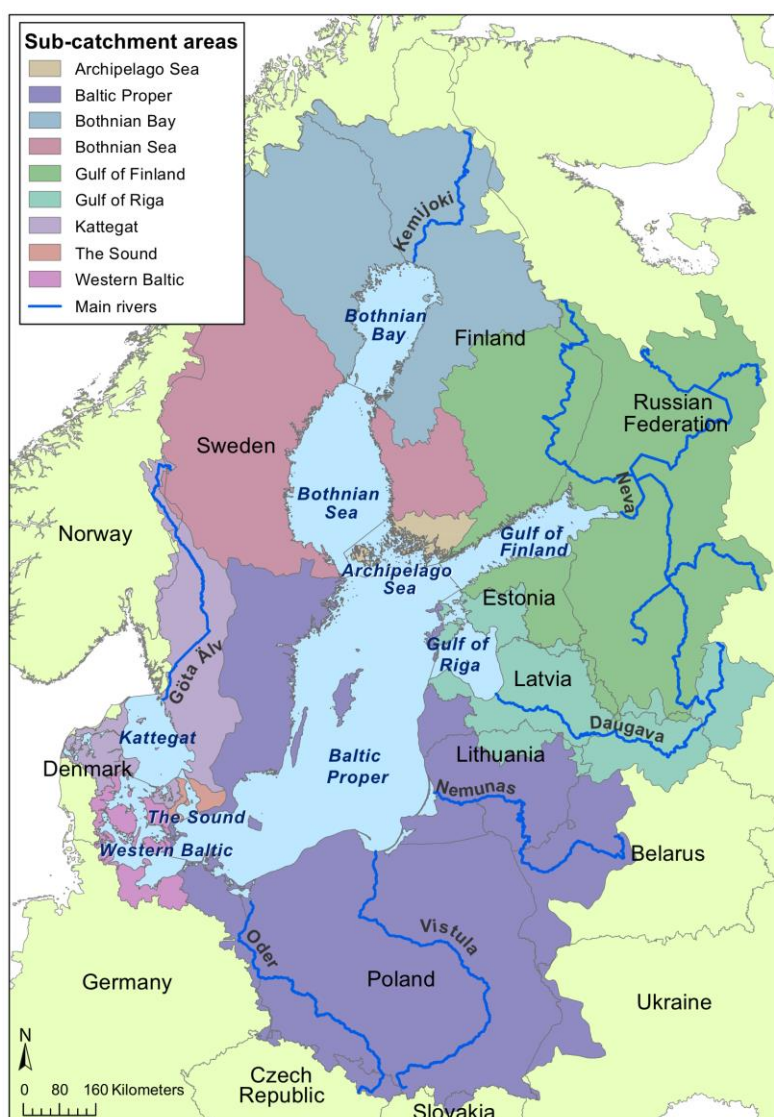 Sub-catchment areas
Archipelago Sea
Baltic Proper
Bothnian Bay
Bothnian Sea
Gulf of Finland
Gulf of Riga
Kattegat
The Sound
Western Baltic
Main rivers
Kemijoki
Bothnian
Bay
Finland
Russian
Federation
Sweden
Neva
Bothnian
Sea
Norway
Gulf of
Finland
Archipelago
Sea
Estonia
Göta Älv
Gulf of
Riga
Latvia
Daugava
Kattegat
Denmark
Baltic
Proper
Lithuania
Nemunas
The Sound
Western Baltic
Belarus
Vistula
Oder
Poland
Germany
Ukraine
N
0 80 160 Kilometers
Czech
Republic
Slovakia